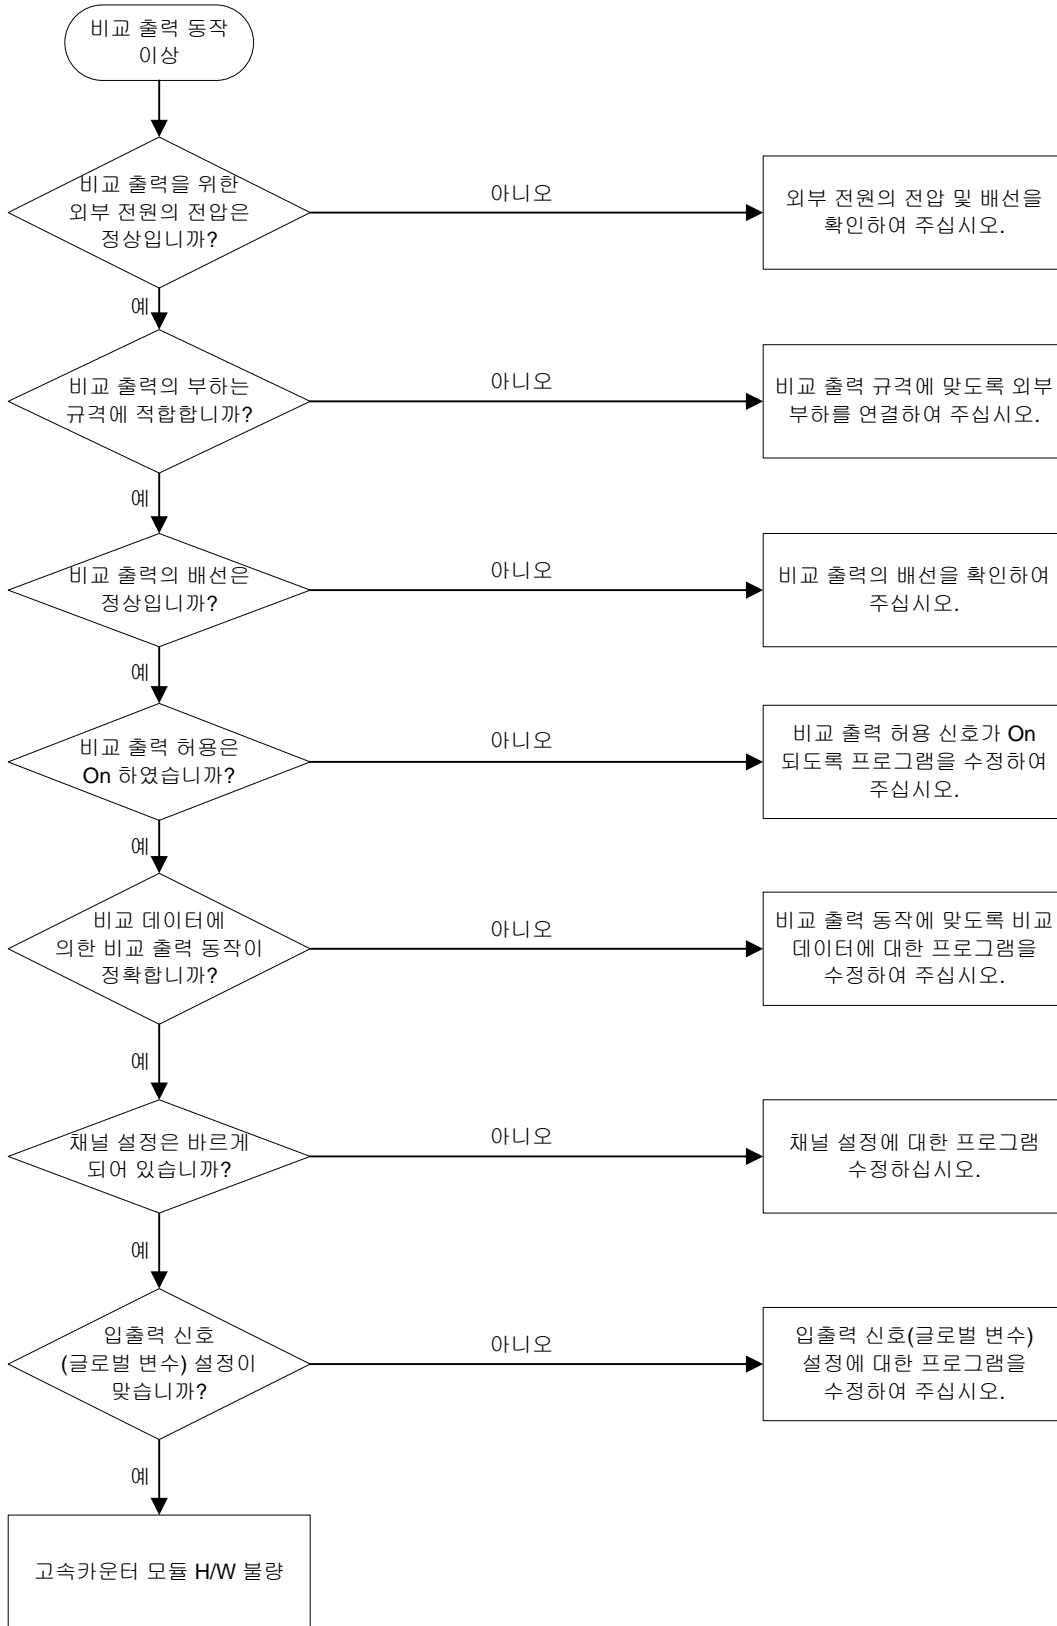 비교 출력 동작
이상
비교 출력을 위한
외부 전원의 전압은
정상입니까?
아니오
외부 전원의 전압 및 배선을
확인하여 주십시오.
예
비교 출력의 부하는
규격에 적합합니까?
아니오
비교 출력 규격에 맞도록 외부
부하를 연결하여 주십시오.
예
비교 출력의 배선은
정상입니까?
아니오
비교 출력의 배선을 확인하여
주십시오.
예
비교 출력 허용은
On 하였습니까?
아니오
비교 출력 허용 신호가 On
되도록 프로그램을 수정하여
주십시오.
예
비교 데이터에
의한 비교 출력 동작이
정확합니까?
아니오
비교 출력 동작에 맞도록 비교
데이터에 대한 프로그램을
수정하여 주십시오.
예
채널 설정은 바르게
되어 있습니까?
아니오
채널 설정에 대한 프로그램
수정하십시오.
예
입출력 신호
(글로벌 변수) 설정이
맞습니까?
아니오
입출력 신호(글로벌 변수)
설정에 대한 프로그램을
수정하여 주십시오.
예
고속카운터 모듈 H/W 불량